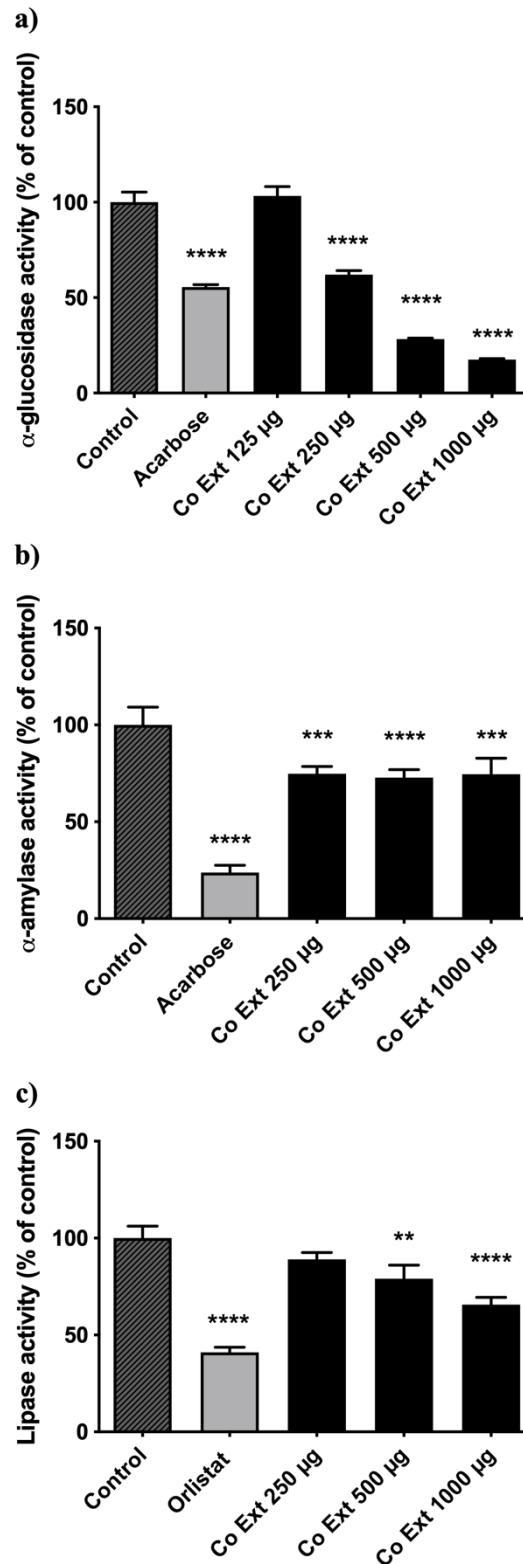 a)
α-glucosidase activity (% of control)
150
100
50
0
****
****
****
****
Control
Acarbose
Co Ext 125 µg
Co Ext 250 µg
Co Ext 500 µg
Co Ext 1000 µg
b)
α-amylase activity (% of control)
150
100
50
0
****
***
****
***
Control
Acarbose
Co Ext 250 µg
Co Ext 500 µg
Co Ext 1000 µg
c)
Lipase activity (% of control)
150
100
50
0
****
**
****
Control
Orlistat
Co Ext 250 µg
Co Ext 500 µg
Co Ext 1000 µg